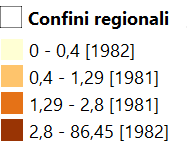 Confini regionali
0 - 0,4 [1982]
0,4 - 1,29 [1981]
1,29 - 2,8 [1981]
2,8 - 86,45 [1982]